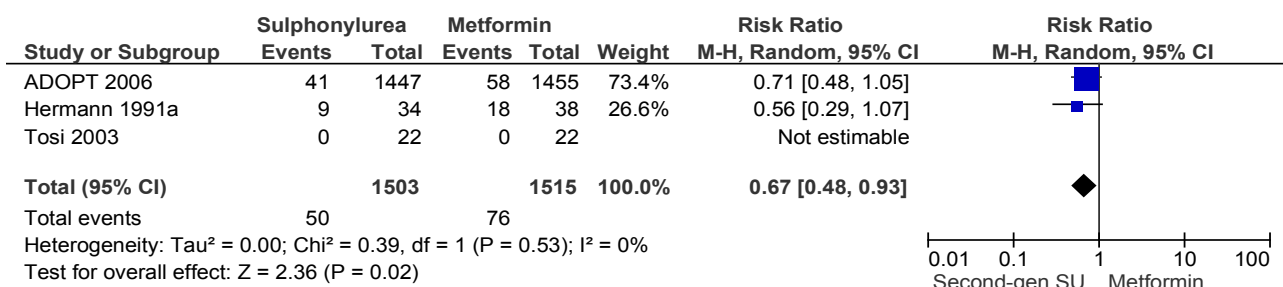 Sulphonylurea Metformin Risk Ratio Risk Ratio
Study or Subgroup Events Total Events Total Weight M-H, Random, 95% CI M-H, Random, 95% CI
ADOPT 2006 41 1447 58 1455 73.4% 0.71 [0.48, 1.05]
Hermann 1991a 9 34 18 38 26.6% 0.56 [0.29, 1.07]
Tosi 2003 0 22 0 22 Not estimable
Total (95% CI) 1503 1515 100.0% 0.67 [0.48, 0.93]
Total events 50 76
Heterogeneity: Tau² = 0.00; Chi² = 0.39, df = 1 (P = 0.53); I² = 0%
Test for overall effect: Z = 2.36 (P = 0.02)
0.01 0.1 1 10 100
Second-gen SU Metformin